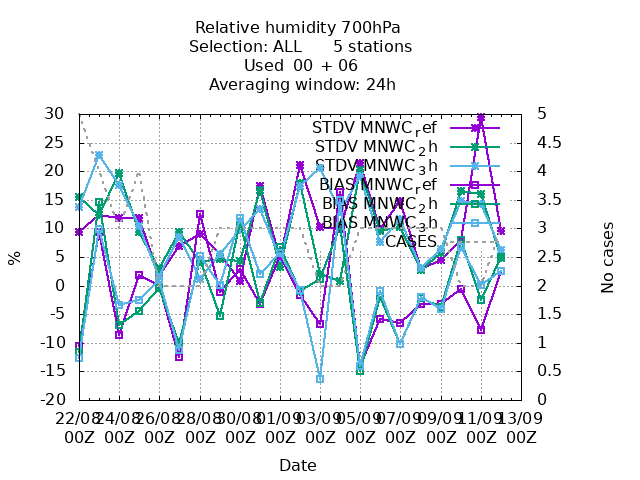 Relative humidity 700hPa
Selection: ALL 5 stations
Used 00 + 06
Averaging window: 24h
30 5
25 4.5
20 4
15 3.5
10 3
5 2.5
0 2
-5 1.5
-10 1
-15 0.5
-20 0
STDV MNWC_ref
STDV MNWC_2h
STDV MNWC_3h
BIAS MNWC_ref
BIAS MNWC_2h
BIAS MNWC_3h
CASES
%
No cases
22/08 24/08 26/08 28/08 30/08 01/09 03/09 05/09 07/09 09/09 11/09 13/09
00Z 00Z 00Z 00Z 00Z 00Z 00Z 00Z 00Z 00Z 00Z 00Z
Date